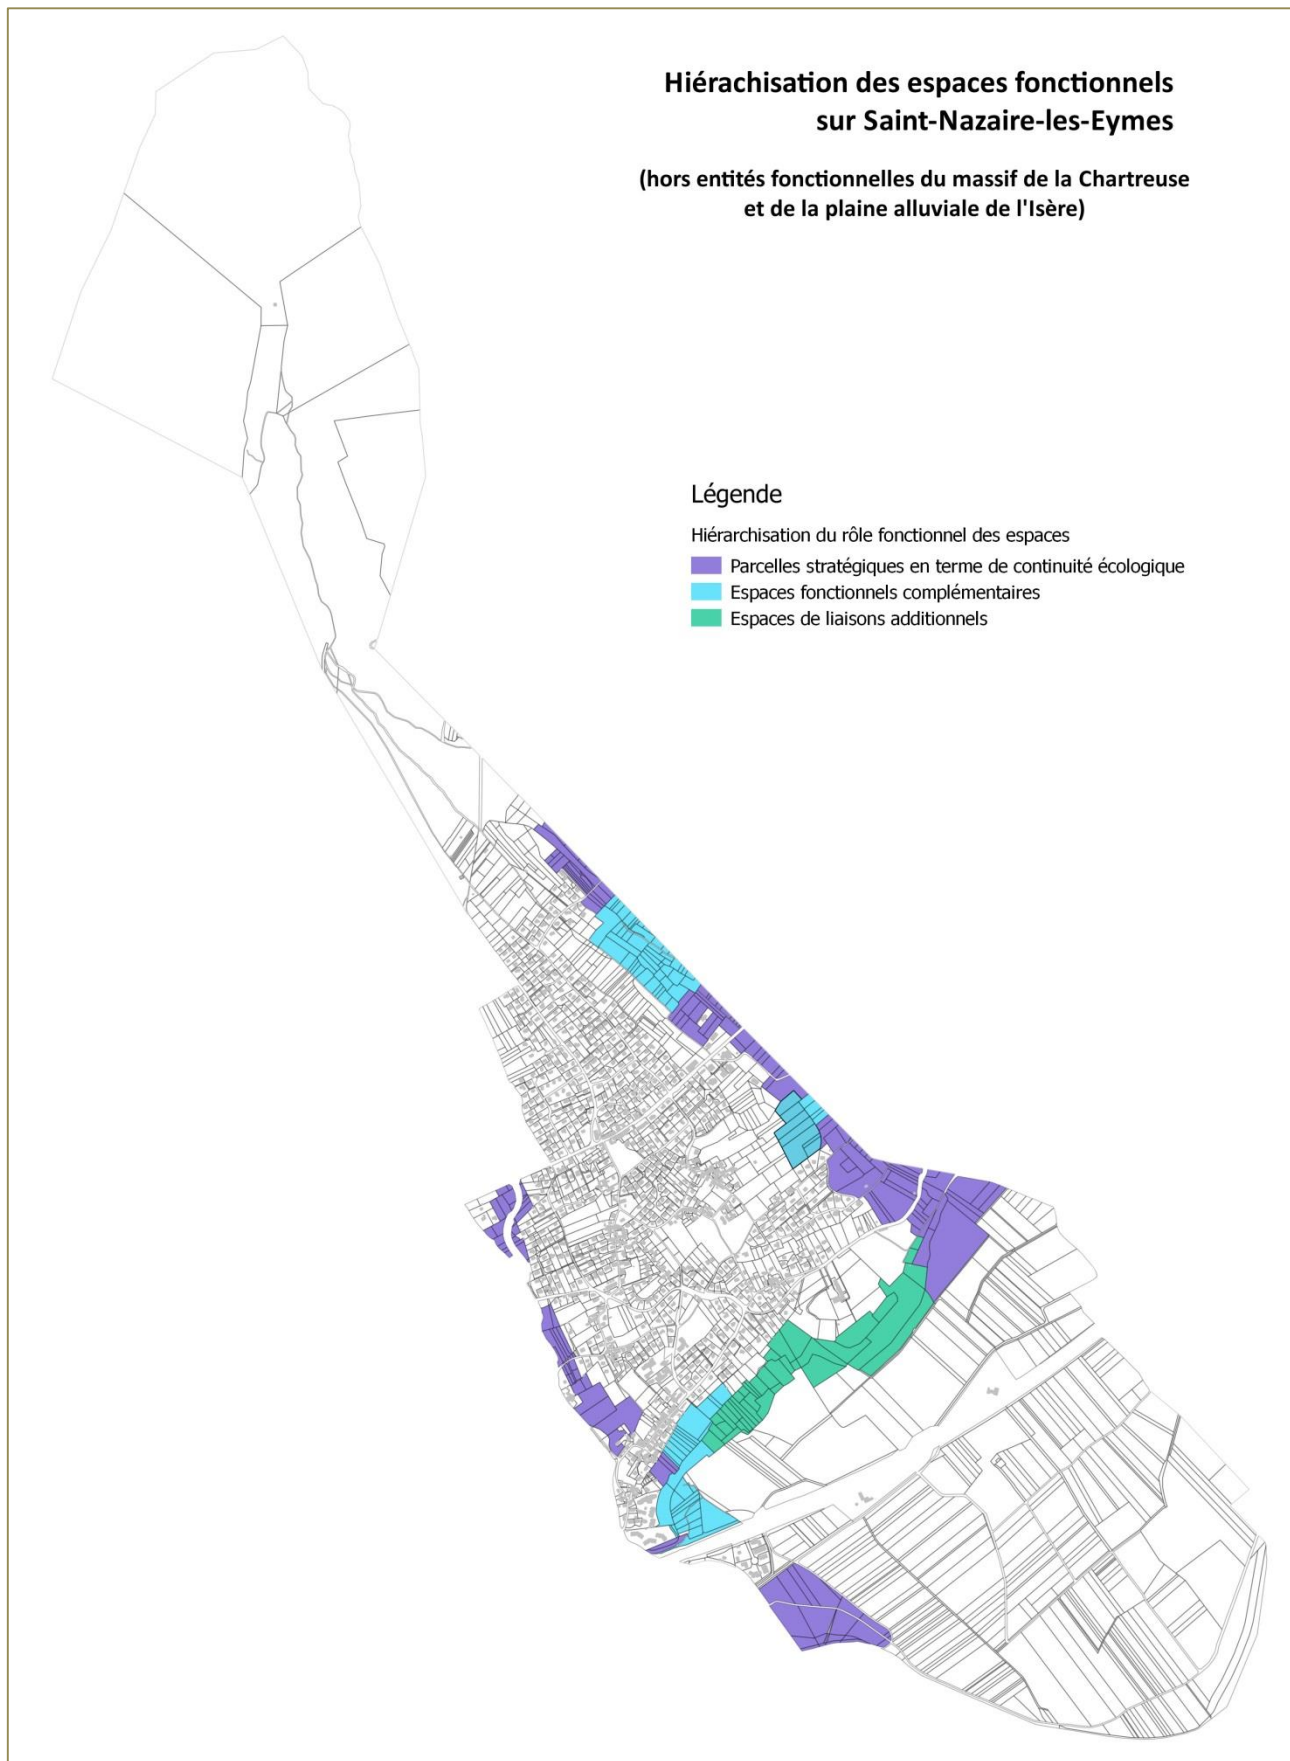 Hiérachisation des espaces fonctionnels
sur Saint-Nazaire-les-Eymes
(hors entités fonctionnelles du massif de la Chartreuse
et de la plaine alluviale de l'Isère)
Légende
Hiérarchisation du rôle fonctionnel des espaces
Parcelles stratégiques en terme de continuité écologique
Espaces fonctionnels complémentaires
Espaces de liaisons additionnels